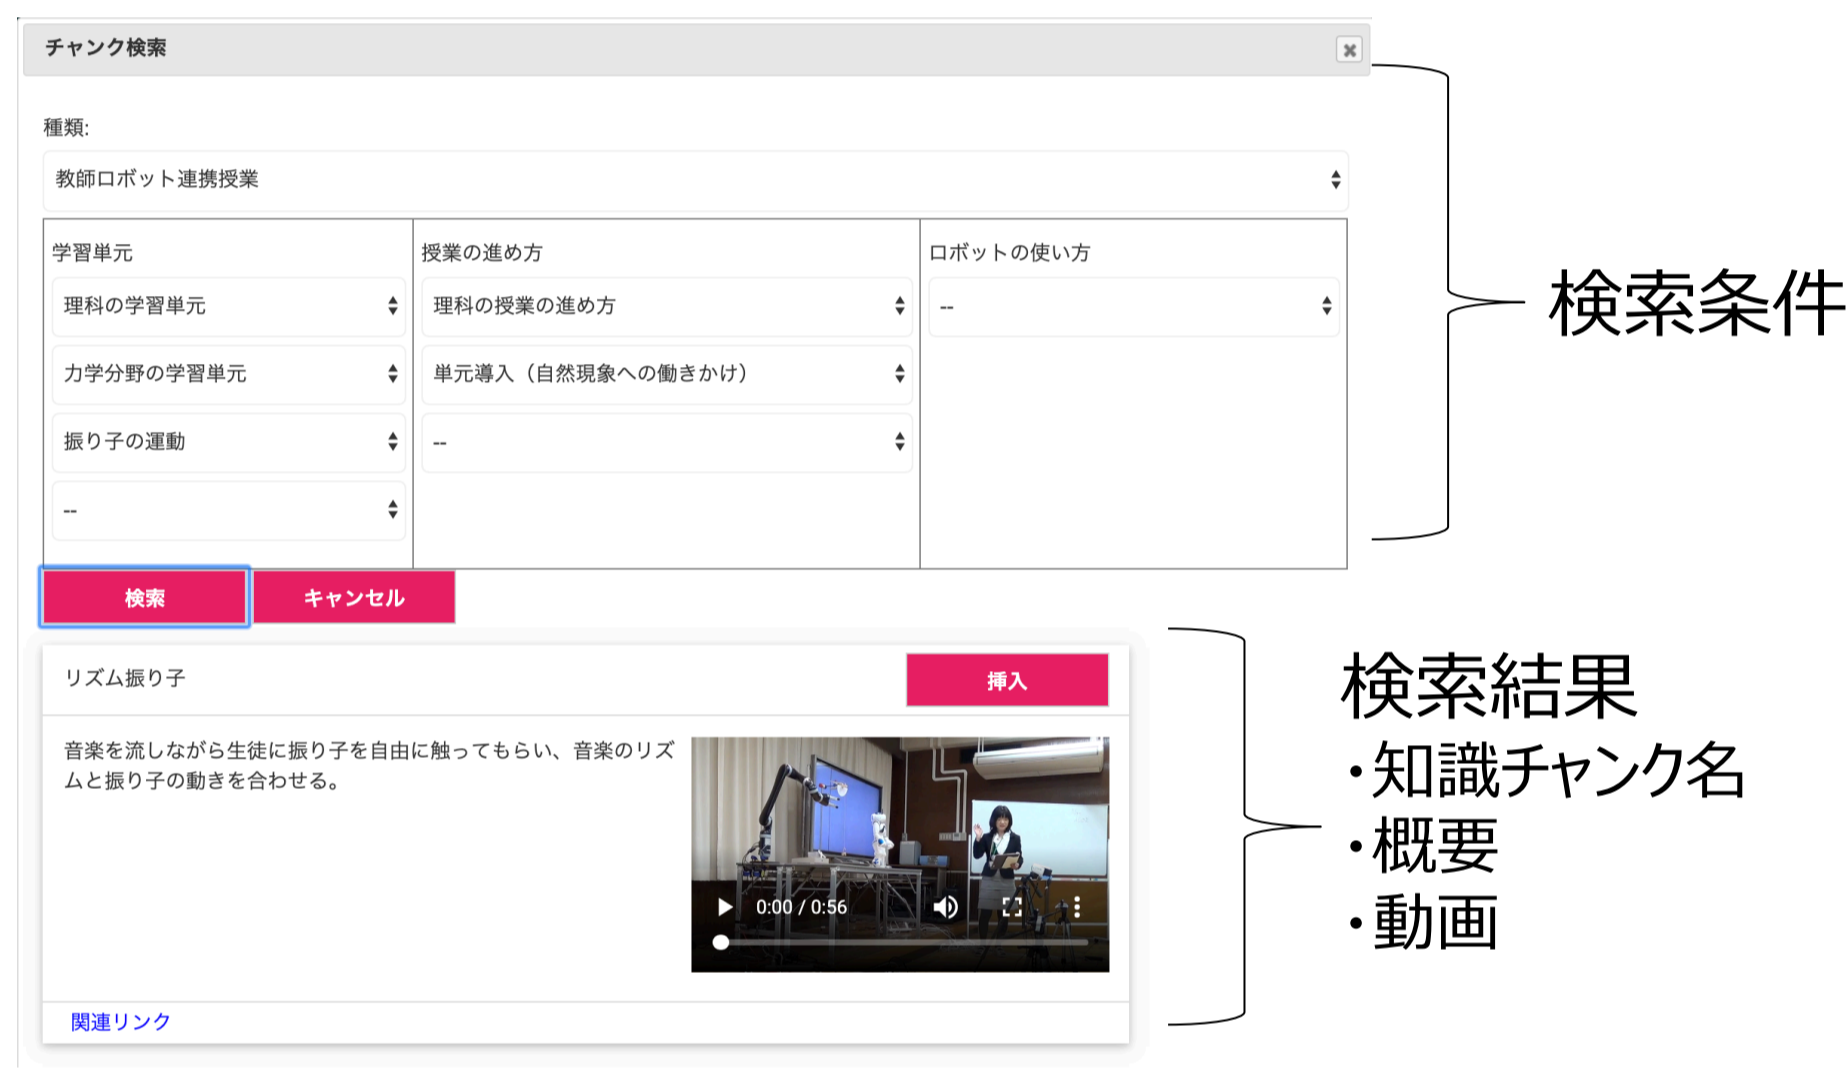 チャンク検索
種類:
教師ロボット連携授業
学習単元
理科の学習単元
力学分野の学習単元
振り子の運動
--
授業の進め方
理科の授業の進め方
単元導入（自然現象への働きかけ）
--
ロボットの使い方
--
検索条件
検索
キャンセル
リズム振り子
挿入
音楽を流しながら生徒に振り子を自由に触ってもらい、音楽のリズ
ムと振り子の動きを合わせる。
0:00 / 0:56
関連リンク
検索結果
・知識チャンク名
・概要
・動画